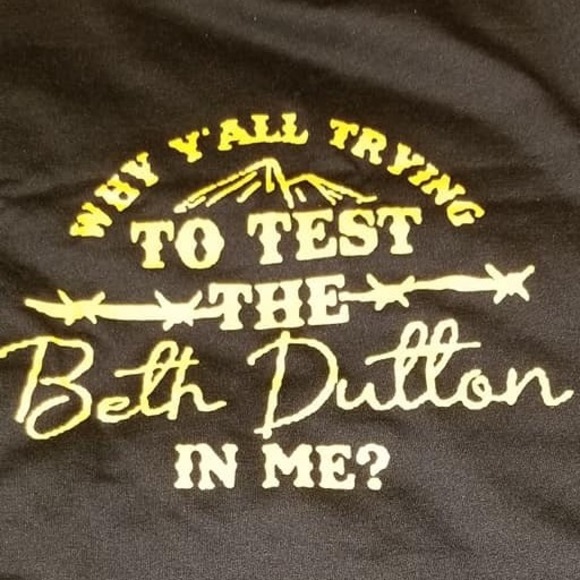 WHY Y'ALL TRYING
TO TEST
THE
Beth Dutton
IN ME?